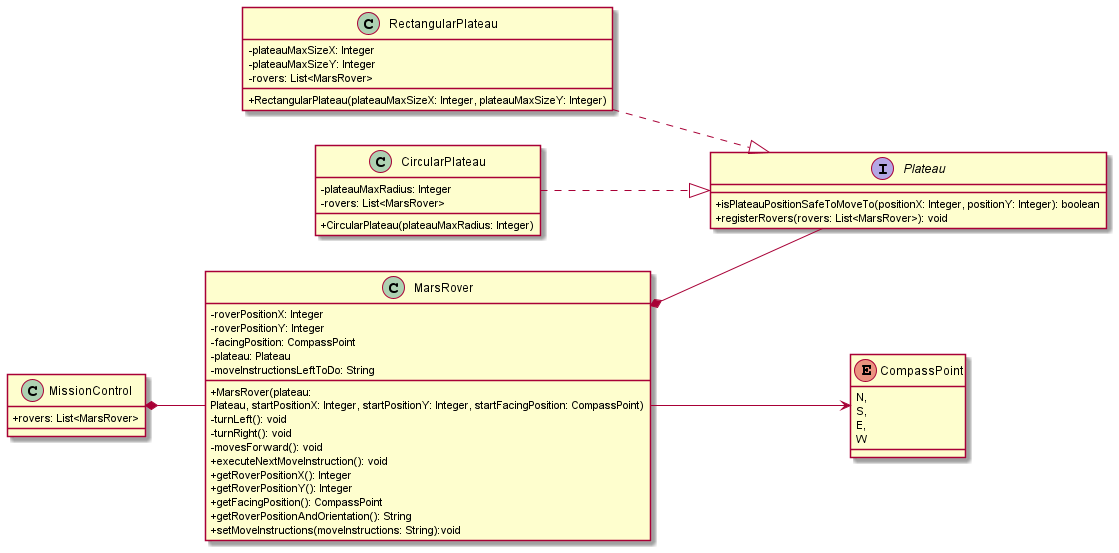 C RectangularPlateau
-plateauMaxSizeX: Integer
-plateauMaxSizeY: Integer
-rovers: List<MarsRover>
+RectangularPlateau(plateauMaxSizeX: Integer, plateauMaxSizeY: Integer)
C CircularPlateau
-plateauMaxRadius: Integer
-rovers: List<MarsRover>
+CircularPlateau(plateauMaxRadius: Integer)
I Plateau
+isPlateauPositionSafeToMoveTo(positionX: Integer, positionY: Integer): boolean
+registerRovers(rovers: List<MarsRover>): void
C MarsRover
-roverPositionX: Integer
-roverPositionY: Integer
-facingPosition: CompassPoint
-plateau: Plateau
-moveInstructionsLeftToDo: String
+MarsRover(plateau:
Plateau, startPositionX: Integer, startPositionY: Integer, startFacingPosition: CompassPoint)
-turnLeft(): void
-turnRight(): void
-movesForward(): void
+executeNextMoveInstruction(): void
+getRoverPositionX(): Integer
+getRoverPositionY(): Integer
+getFacingPosition(): CompassPoint
+getRoverPositionAndOrientation(): String
+setMoveInstructions(moveInstructions: String):void
C MissionControl
+rovers: List<MarsRover>
E CompassPoint
N,
S,
E,
W